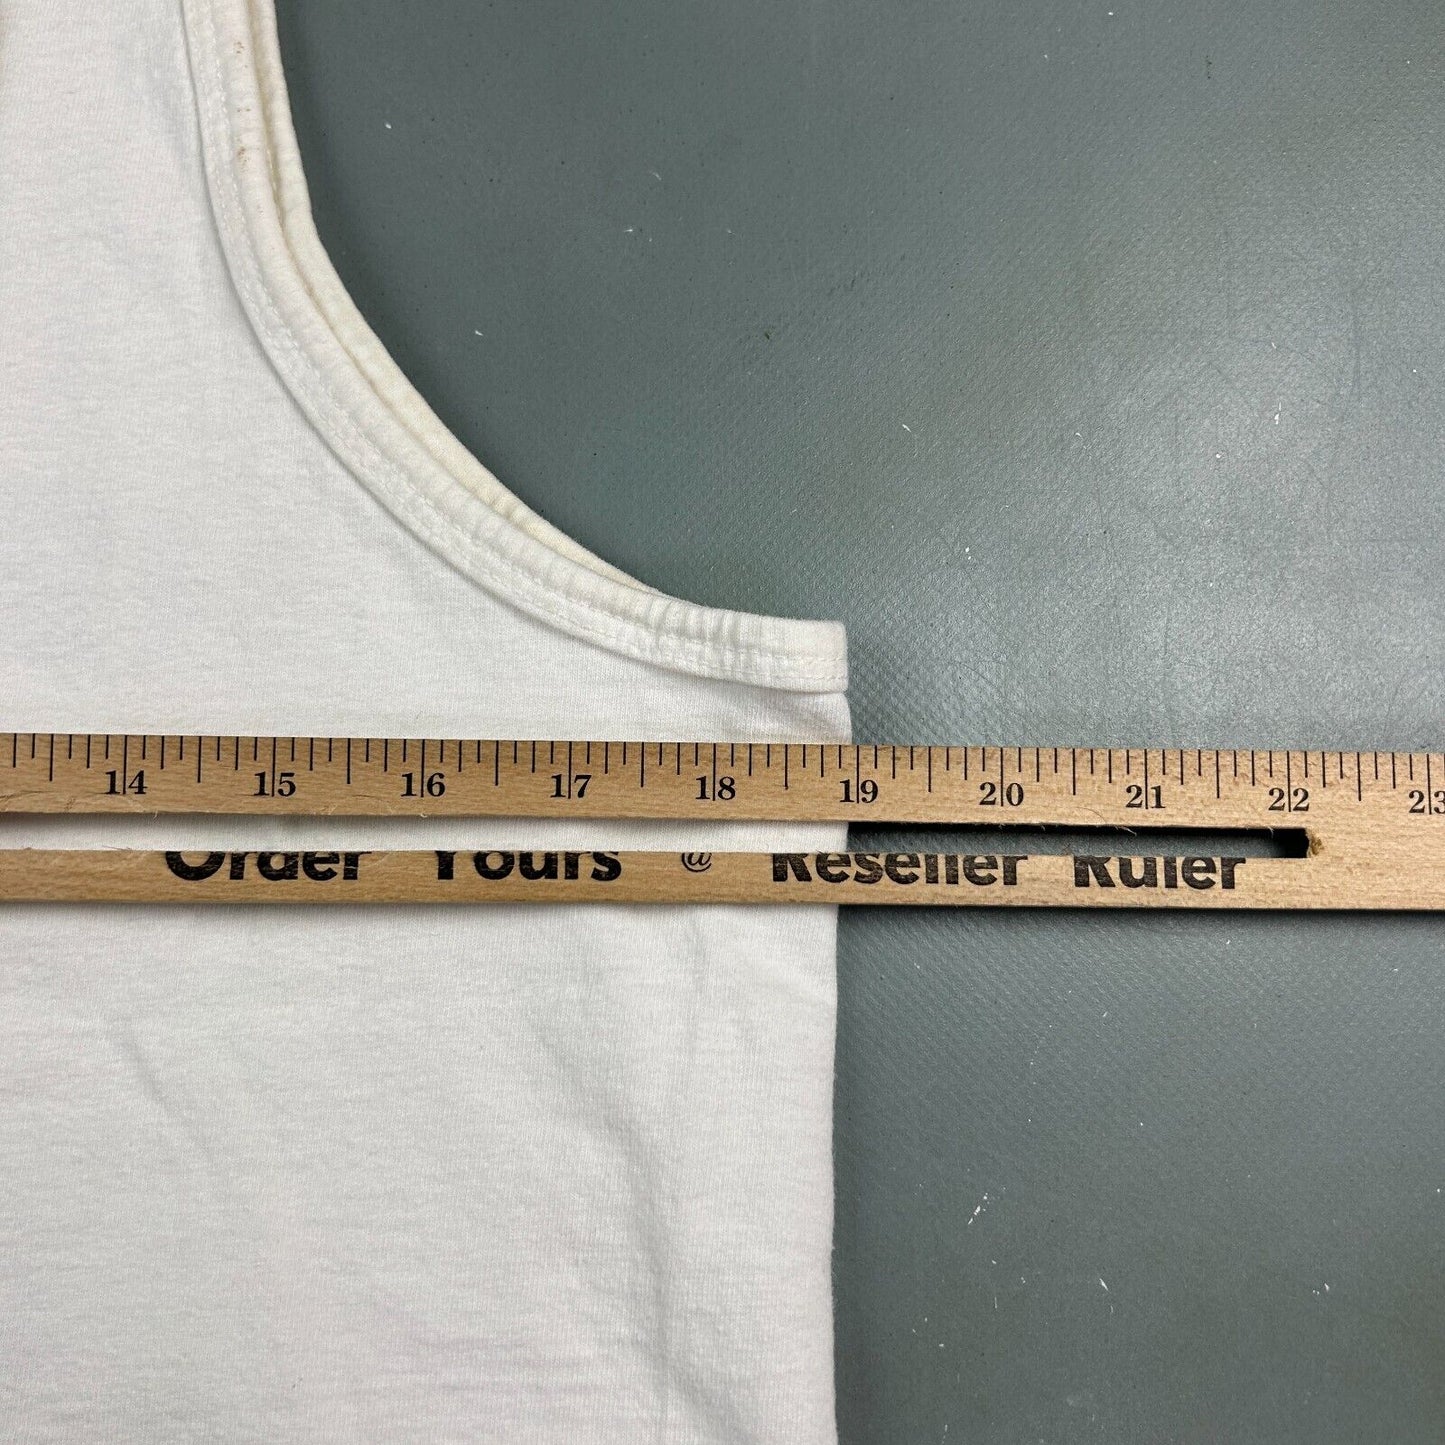 14 15 16 17 18 19 20 21 22 23
Order Yours @ Reseller Ruler